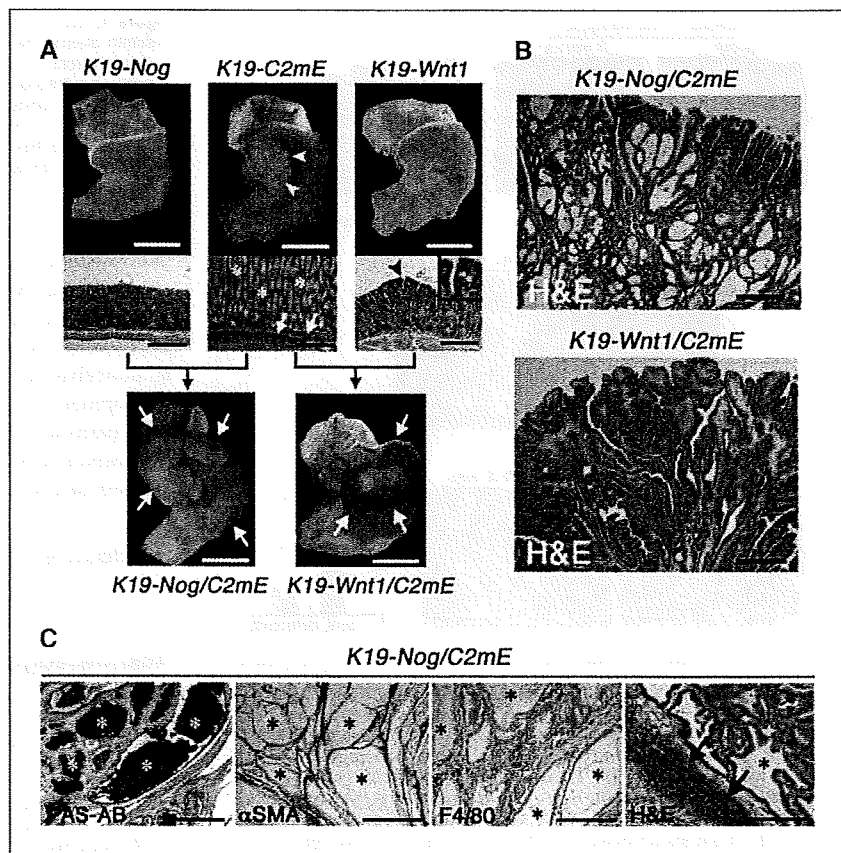 A
K19-Nog K19-C2mE K19-Wnt1
K19-Nog/C2mE K19-Wnt1/C2mE
B
K19-Nog/C2mE
H&E
K19-Wnt1/C2mE
H&E
C
K19-Nog/C2mE
PAS-AB αSMA F4/80 H&E